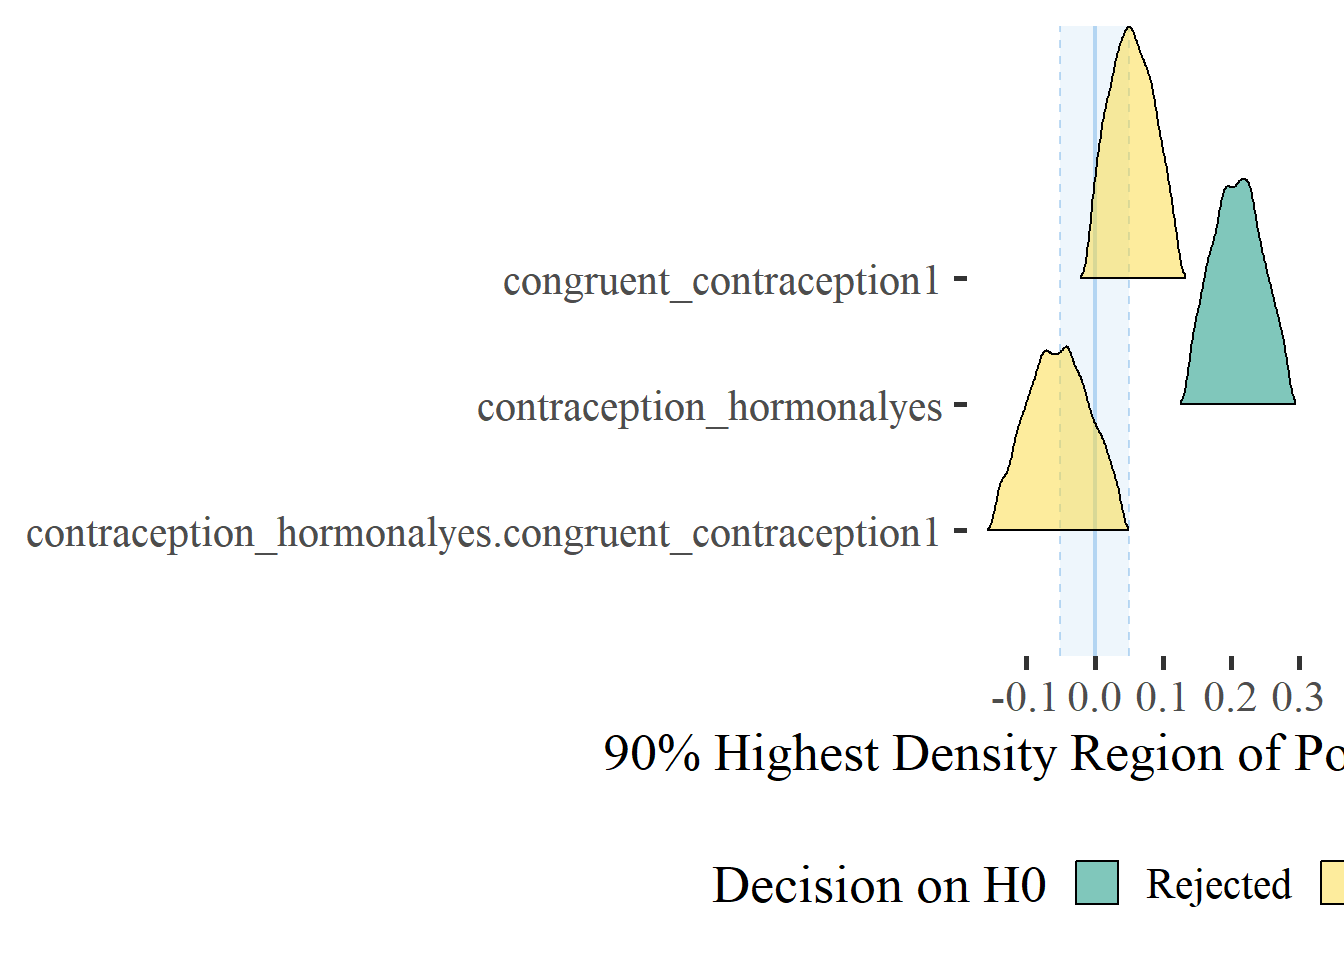 congruent_contraception1
contraception_hormonalyes
contraception_hormonalyes.congruent_contraception1
-0.1 0.0 0.1 0.2 0.3
90% Highest Density Region of Po
Decision on H0 Rejected